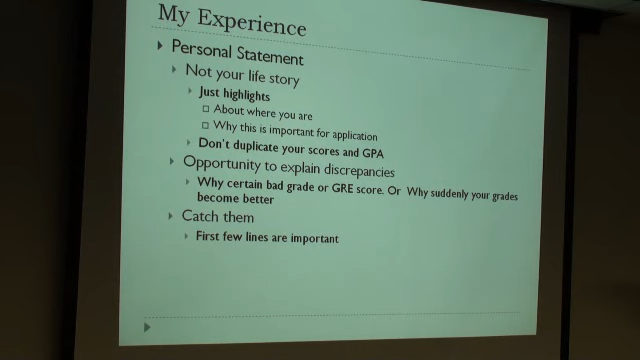 My Experience
Personal Statement
Not your life story
Just highlights
About where you are
Why this is important for application
Don't duplicate your scores and GPA
Opportunity to explain discrepancies
Why certain bad grade or GRE score. Or Why suddenly your grades
become better
Catch them
First few lines are important